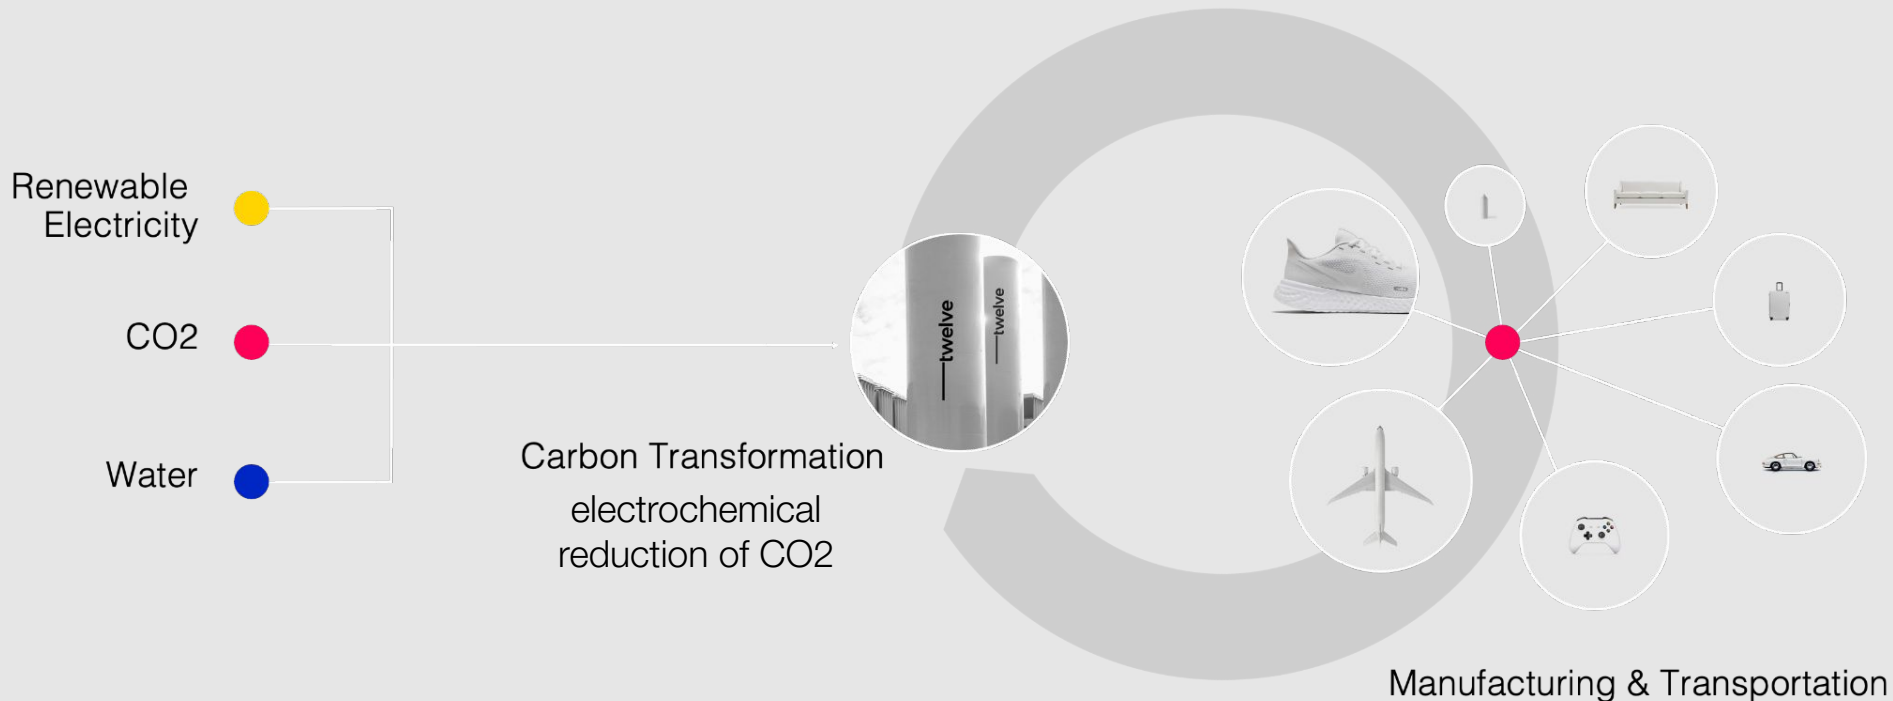 Renewable
Electricity
CO2
Water
twelve
twelve
Carbon Transformation
electrochemical
reduction of CO2
Manufacturing & Transportation